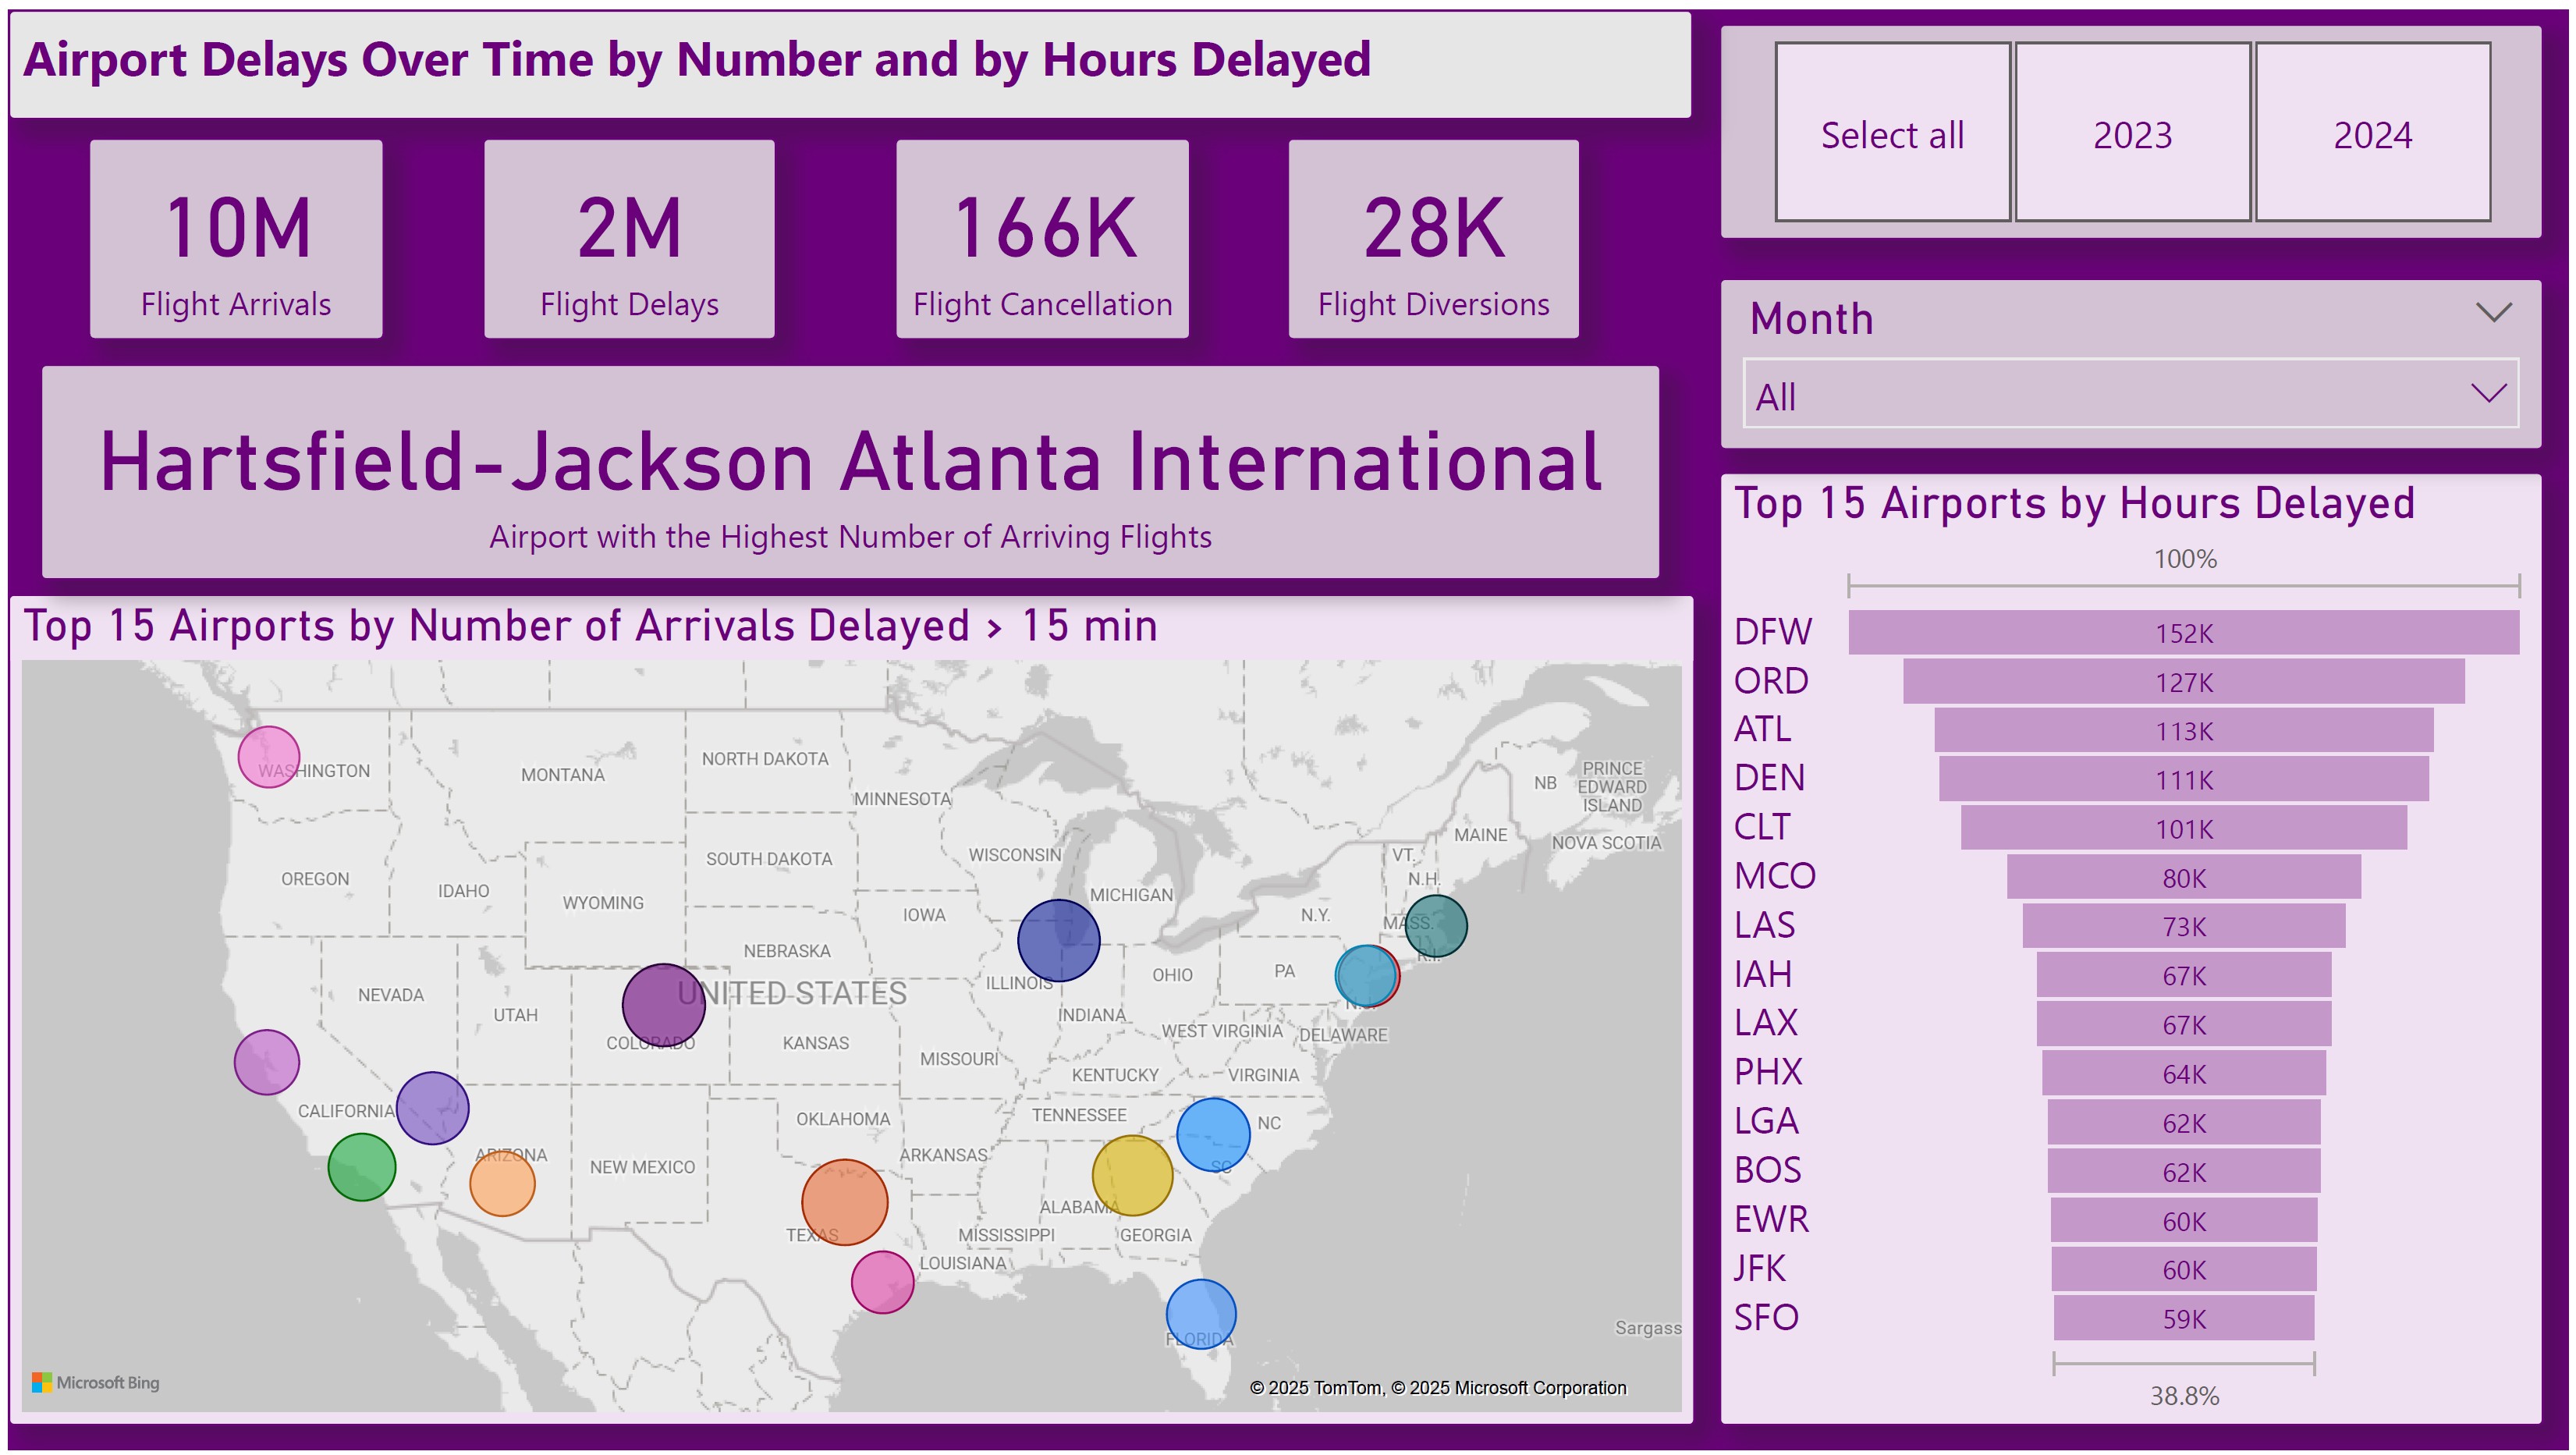 Airport Delays Over Time by Number and by Hours Delayed
10M
Flight Arrivals
2M
Flight Delays
166K
Flight Cancellation
28K
Flight Diversions
Select all
2023
2024
Month
All
Hartsfield-Jackson Atlanta International
Airport with the Highest Number of Arriving Flights
Top 15 Airports by Number of Arrivals Delayed > 15 min
WASHINGTON
MONTANA
NORTH DAKOTA
MINNESOTA
OREGON
IDAHO
WYOMING
SOUTH DAKOTA
WISCONSIN
MICHIGAN
IOWA
NEBRASKA
NEVADA
UTAH
COLORADO
UNITED STATES
KANSAS
MISSOURI
ILLINOIS
INDIANA
OHIO
PA
N.Y.
VT.
N.H.
MASS.
R.I.
N.J.
MAINE
NB
PRINCE
EDWARD
ISLAND
NOVA SCOTIA
WEST VIRGINIA
DELAWARE
KENTUCKY
VIRGINIA
CALIFORNIA
ARIZONA
NEW MEXICO
OKLAHOMA
ARKANSAS
TENNESSEE
NC
SC
TEXAS
LOUISIANA
MISSISSIPPI
ALABAMA
GEORGIA
FLORIDA
Sargass
Microsoft Bing
© 2025 TomTom, © 2025 Microsoft Corporation
Top 15 Airports by Hours Delayed
100%
DFW 152K
ORD 127K
ATL 113K
DEN 111K
CLT 101K
MCO 80K
LAS 73K
IAH 67K
LAX 67K
PHX 64K
LGA 62K
BOS 62K
EWR 60K
JFK 60K
SFO 59K
38.8%